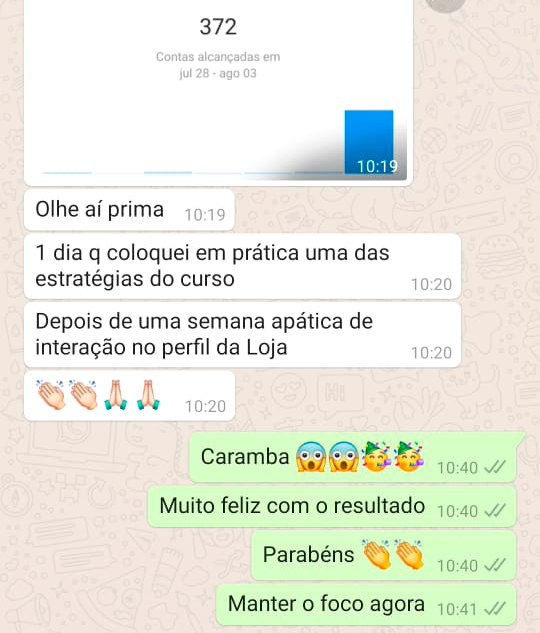 372
Contas alcançadas em
jul 28 - ago 03
10:19
Olhe aí prima 10:19
1 dia q coloquei em prática uma das
estratégias do curso 10:20
Depois de uma semana apática de
interação no perfil da Loja 10:20
👏🏻👏🏻🙏🏻🙏🏻 10:20
Caramba 😱😱🥳🥳 10:40
Muito feliz com o resultado 10:40
Parabéns 👏👏 10:40
Manter o foco agora 10:41